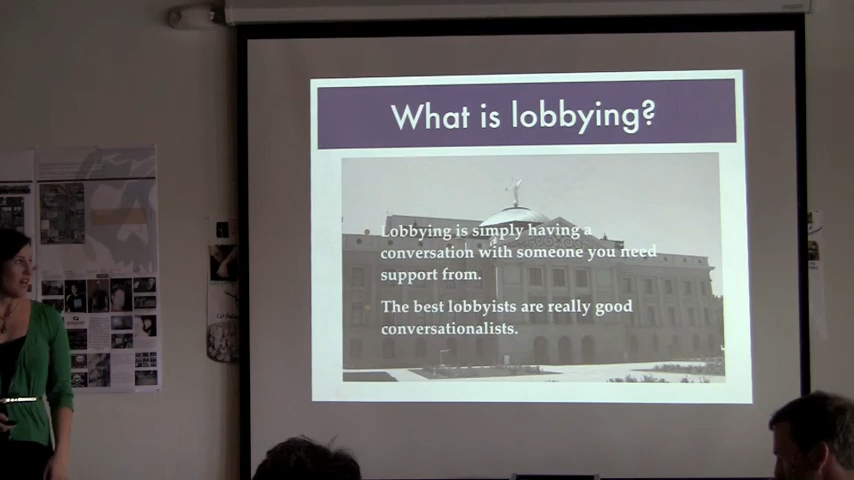 What is lobbying?
Lobbying is simply having a
conversation with someone you need
support from.
The best lobbyists are really good
conversationalists.